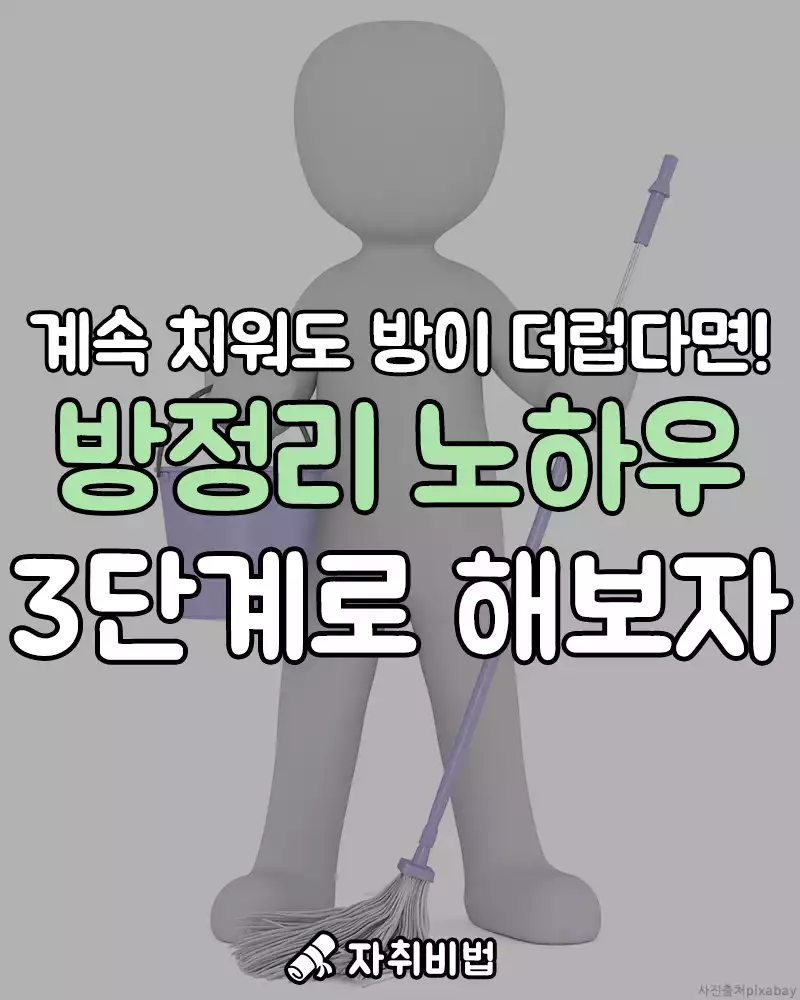 계속 치워도 방이 더럽다면!
방정리 노하우
3단계로 해보자
자취비법
사진출처pixabay